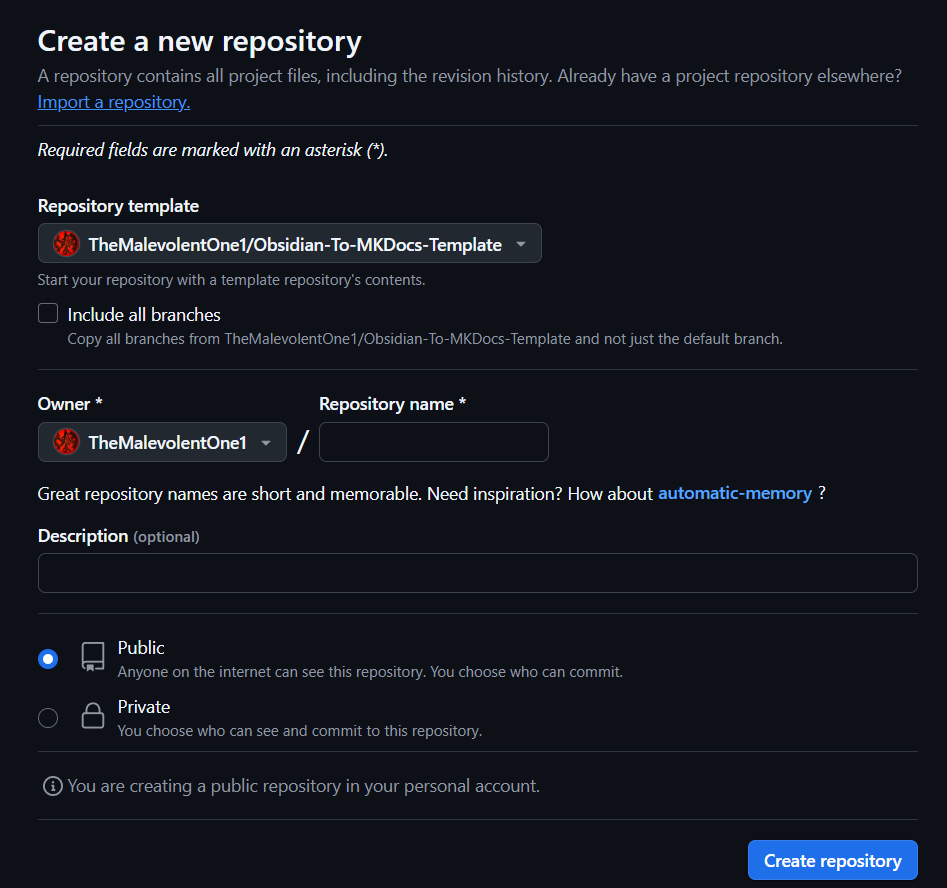 Create a new repository
A repository contains all project files, including the revision history. Already have a project repository elsewhere?
Import a repository.
Required fields are marked with an asterisk (*).
Repository template
TheMalevolentOne1/Obsidian-To-MKDocs-Template
Start your repository with a template repository's contents.
Include all branches
Copy all branches from TheMalevolentOne1/Obsidian-To-MKDocs-Template and not just the default branch.
Owner * Repository name *
TheMalevolentOne1 /
Great repository names are short and memorable. Need inspiration? How about automatic-memory ?
Description (optional)
Public
Anyone on the internet can see this repository. You choose who can commit.
Private
You choose who can see and commit to this repository.
You are creating a public repository in your personal account.
Create repository